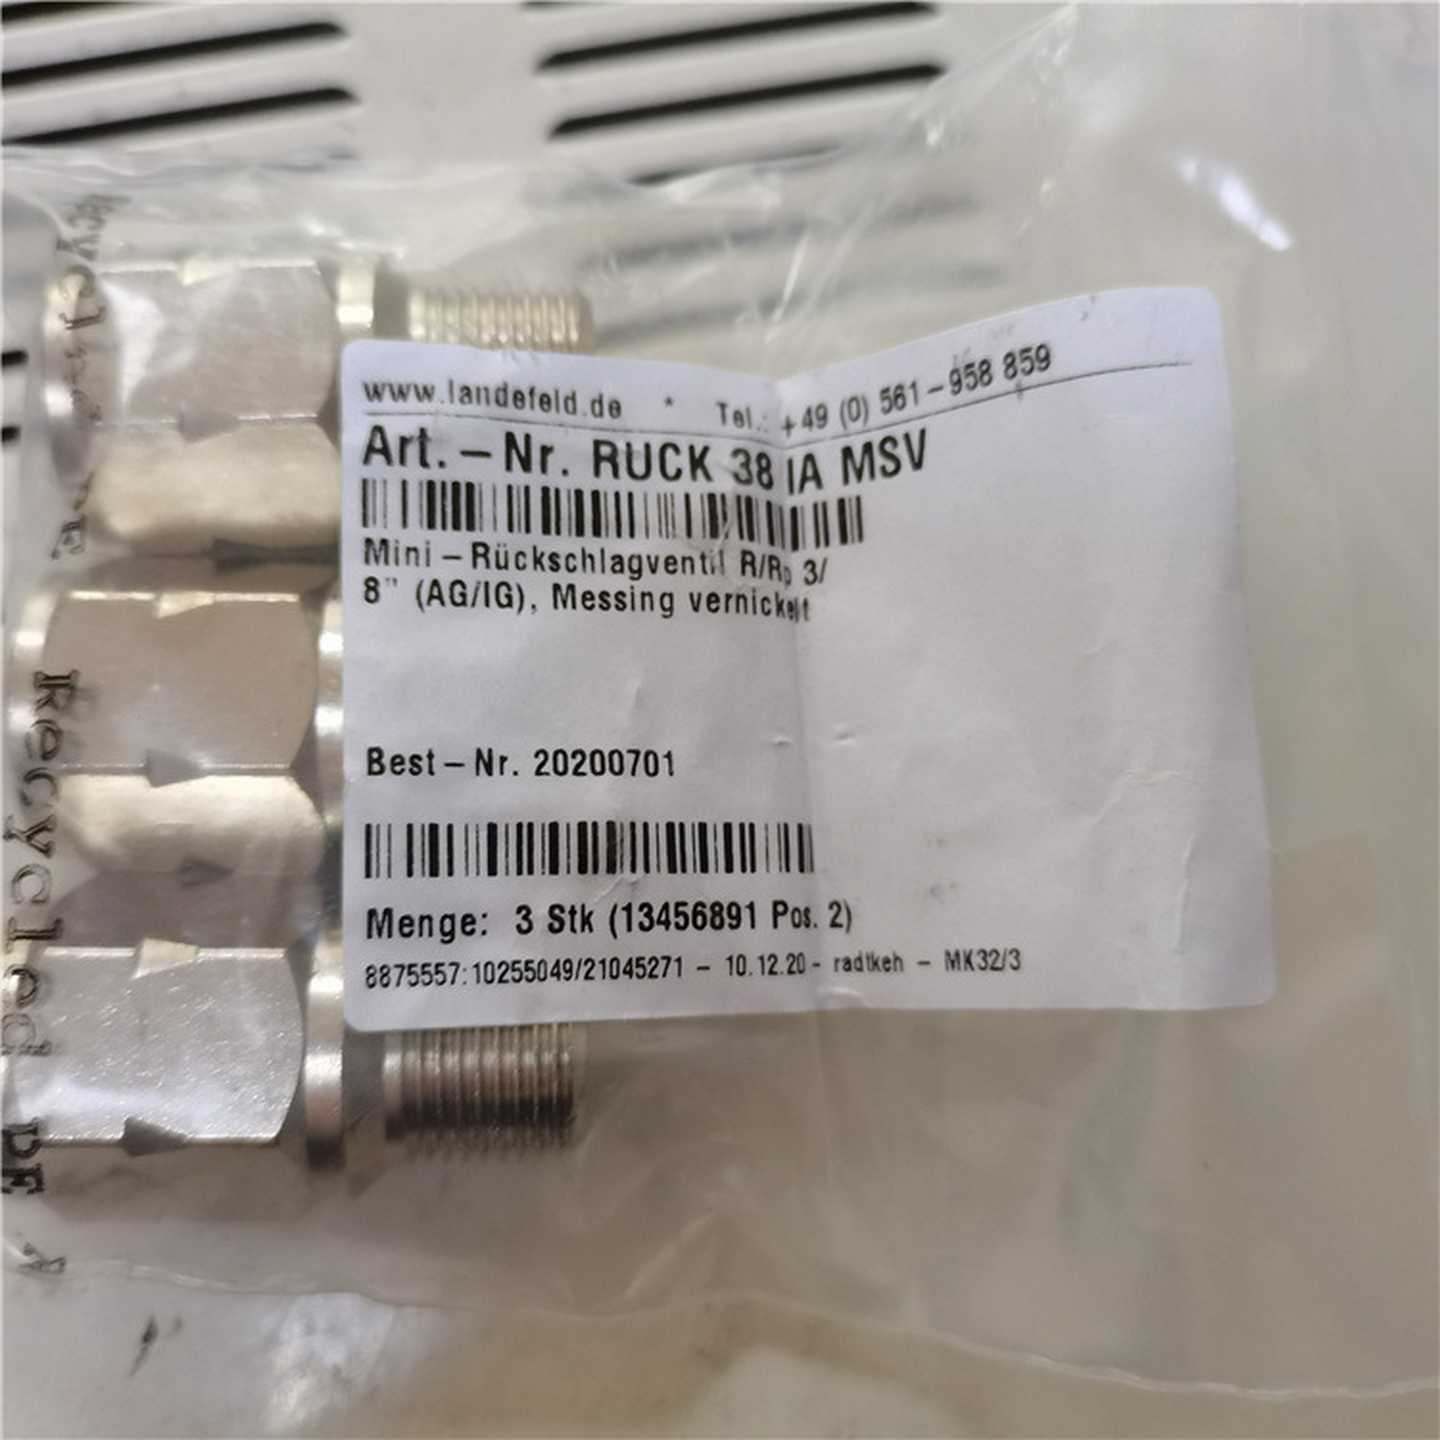 www.landefeld.de * Tel.: +49 (0) 561-958 859
Art.-Nr. RUCK 38 IA MSV
Mini-Rückschlagventil R/Rp 3/
8" (AG/IG), Messing vernickelt
Best-Nr. 20200701
Menge: 3 Stk (13456891 Pos. 2)
8875557:10255049/21045271 - 10.12.20 - radtkeh - MK32/3
Recycled PE
Recycled PE